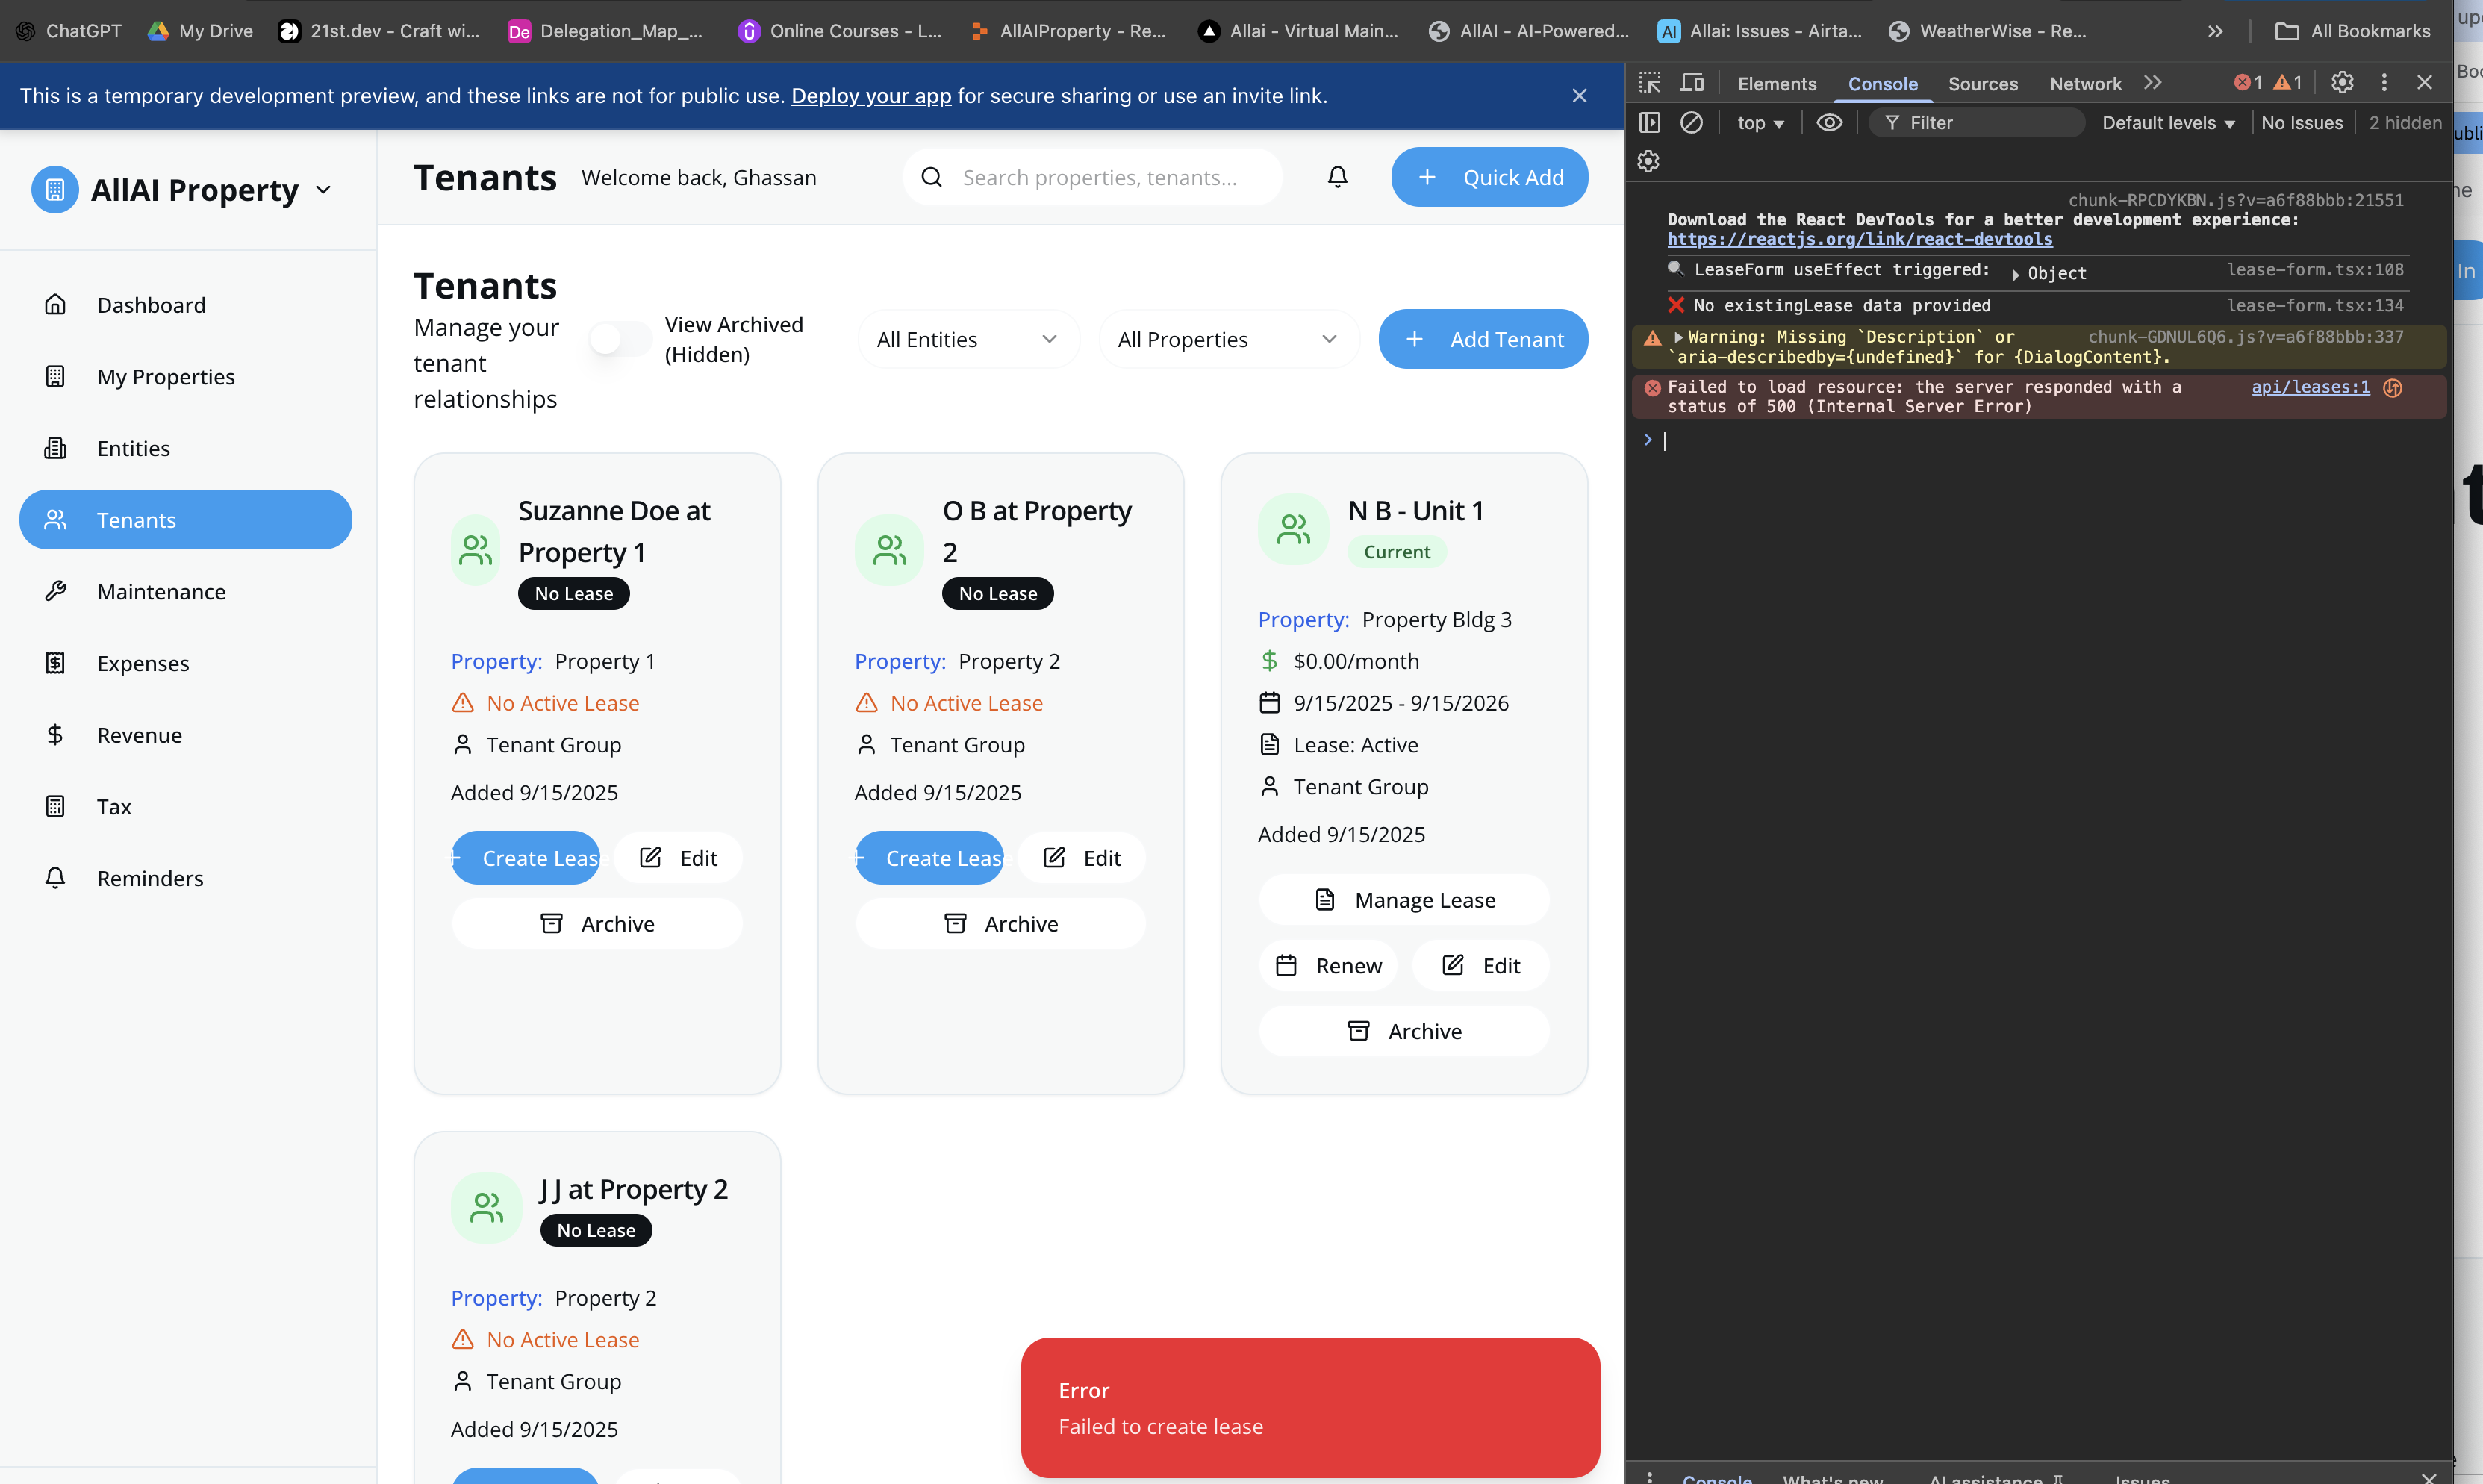 ChatGPT
My Drive
21st.dev - Craft wi...
De Delegation_Map_...
Online Courses - L...
AllAIProperty - Re...
Allai - Virtual Main...
AllAI - AI-Powered...
AI Allai: Issues - Airta...
WeatherWise - Re...
All Bookmarks
This is a temporary development preview, and these links are not for public use. Deploy your app for secure sharing or use an invite link.
AllAI Property
Dashboard
My Properties
Entities
Tenants
Maintenance
Expenses
Revenue
Tax
Reminders
Tenants
Welcome back, Ghassan
Search properties, tenants...
Quick Add
Tenants
Manage your
tenant
relationships
View Archived
(Hidden)
All Entities
All Properties
Add Tenant
Suzanne Doe at
Property 1
No Lease
Property: Property 1
No Active Lease
Tenant Group
Added 9/15/2025
Create Leas
Edit
Archive
O B at Property
2
No Lease
Property: Property 2
No Active Lease
Tenant Group
Added 9/15/2025
Create Leas
Edit
Archive
N B - Unit 1
Current
Property: Property Bldg 3
$0.00/month
9/15/2025 - 9/15/2026
Lease: Active
Tenant Group
Added 9/15/2025
Manage Lease
Renew
Edit
Archive
J J at Property 2
No Lease
Property: Property 2
No Active Lease
Tenant Group
Added 9/15/2025
Error
Failed to create lease
Elements
Console
Sources
Network
1
1
top
Filter
Default levels
No Issues
2 hidden
chunk-RPCDYKBN.js?v=a6f88bbb:21551
Download the React DevTools for a better development experience:
https://reactjs.org/link/react-devtools
LeaseForm useEffect triggered: Object lease-form.tsx:108
No existingLease data provided lease-form.tsx:134
Warning: Missing `Description` or chunk-GDNUL6Q6.js?v=a6f88bbb:337
`aria-describedby={undefined}` for {DialogContent}.
Failed to load resource: the server responded with a api/leases:1
status of 500 (Internal Server Error)
Console
What's new
AI assistance
Issues